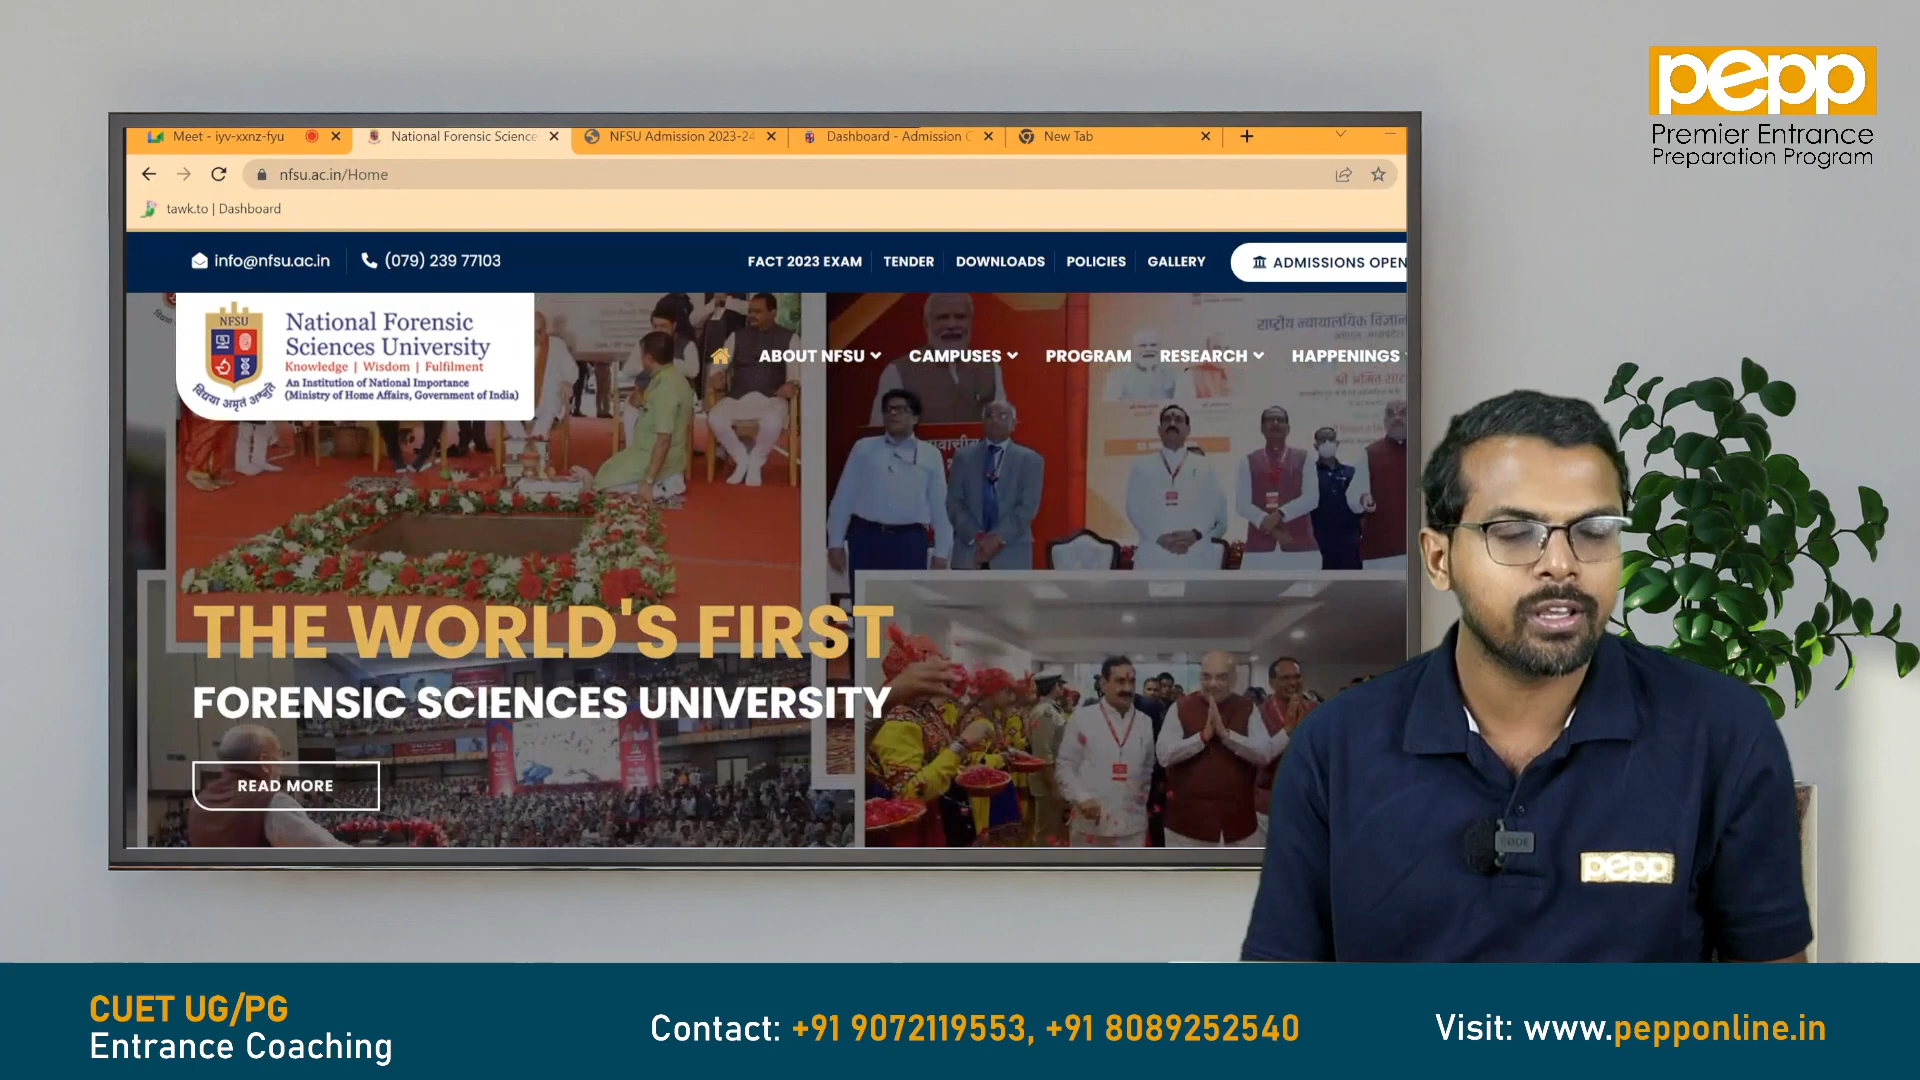 pepp
Premier Entrance
Preparation Program
Meet - iyv-xxnz-fyu
National Forensic Science
NFSU Admission 2023-24
Dashboard - Admission C
New Tab
nfsu.ac.in/Home
tawk.to | Dashboard
info@nfsu.ac.in
(079) 239 77103
FACT 2023 EXAM
TENDER
DOWNLOADS
POLICIES
GALLERY
ADMISSIONS OPEN
NFSU
विद्या अमृतं अश्नुते
National Forensic
Sciences University
Knowledge | Wisdom | Fulfilment
An Institution of National Importance
(Ministry of Home Affairs, Government of India)
ABOUT NFSU
CAMPUSES
PROGRAM
RESEARCH
HAPPENINGS
राष्ट्रीय न्यायालयिक विज्ञान
THE WORLD'S FIRST
FORENSIC SCIENCES UNIVERSITY
READ MORE
RODE
pepp
CUET UG/PG
Entrance Coaching
Contact: +91 9072119553, +91 8089252540
Visit: www.pepponline.in